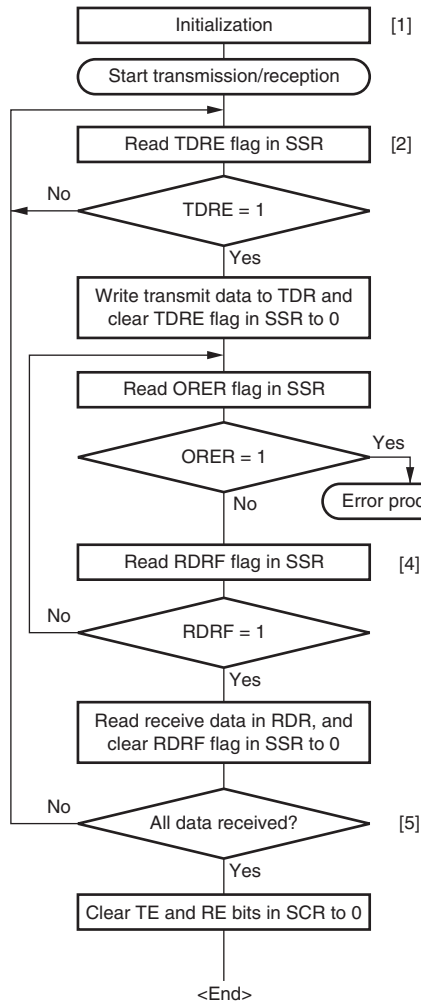 Initialization [1]
Start transmission/reception
Read TDRE flag in SSR [2]
No
TDRE = 1
Yes
Write transmit data to TDR and
clear TDRE flag in SSR to 0
Read ORER flag in SSR
Yes
ORER = 1
No
Error
Read RDRF flag in SSR [4]
No
RDRF = 1
Yes
Read receive data in RDR, and
clear RDRF flag in SSR to 0
No
All data received? [5]
Yes
Clear TE and RE bits in SCR to 0
<End>